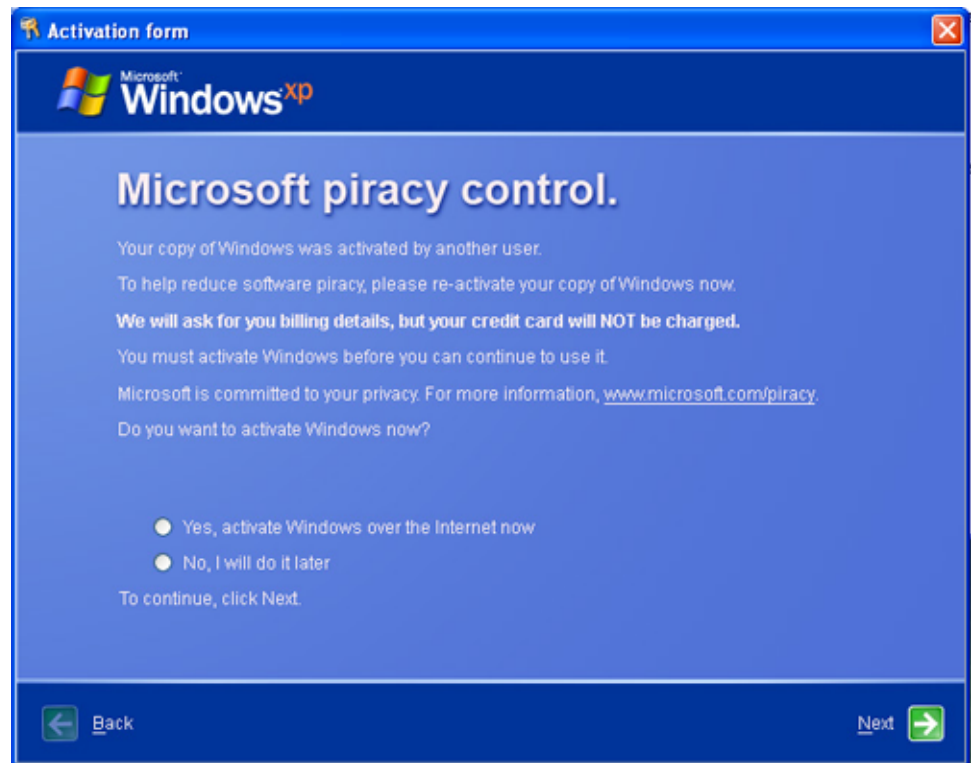 Activation form
Microsoft
Windows xp
Microsoft piracy control.
Your copy of Windows was activated by another user.
To help reduce software piracy, please re-activate your copy of Windows now.
We will ask for you billing details, but your credit card will NOT be charged.
You must activate Windows before you can continue to use it.
Microsoft is committed to your privacy. For more information, www.microsoft.com/piracy.
Do you want to activate Windows now?
Yes, activate Windows over the Internet now
No, I will do it later
To continue, click Next.
Back
Next